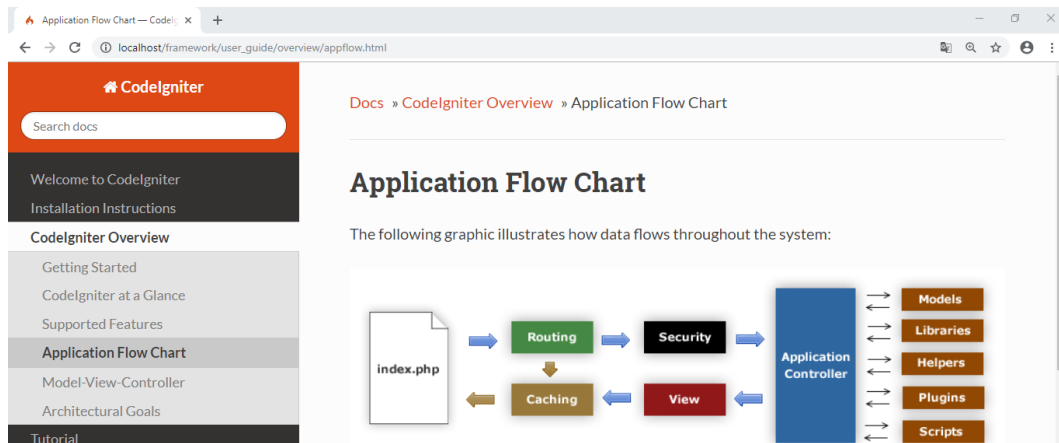 Application Flow Chart — CodeIg
localhost/framework/user_guide/overview/appflow.html
CodeIgniter
Search docs
Welcome to CodeIgniter
Installation Instructions
CodeIgniter Overview
Getting Started
CodeIgniter at a Glance
Supported Features
Application Flow Chart
Model-View-Controller
Architectural Goals
Tutorial
Docs » CodeIgniter Overview » Application Flow Chart
Application Flow Chart
The following graphic illustrates how data flows throughout the system:
index.php
Routing
Security
Caching
View
Application
Controller
Models
Libraries
Helpers
Plugins
Scripts